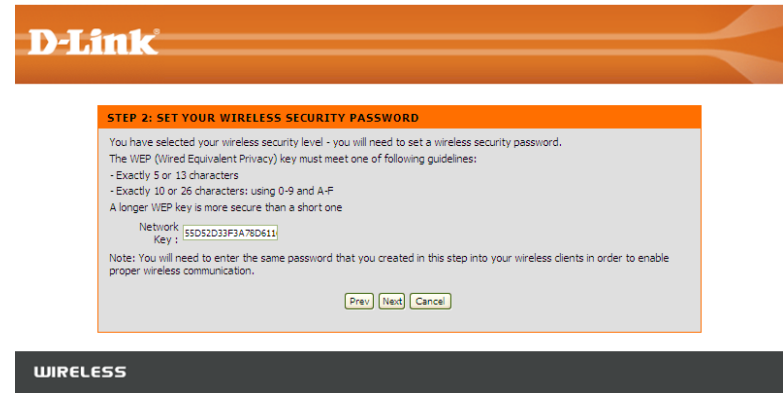 D-Link
STEP 2: SET YOUR WIRELESS SECURITY PASSWORD
You have selected your wireless security level - you will need to set a wireless security password.
The WEP (Wired Equivalent Privacy) key must meet one of following guidelines:
- Exactly 5 or 13 characters
- Exactly 10 or 26 characters: using 0-9 and A-F
A longer WEP key is more secure than a short one
Network
Key : 55D52D33F3A78D611
Note: You will need to enter the same password that you created in this step into your wireless clients in order to enable
proper wireless communication.
Prev Next Cancel
WIRELESS